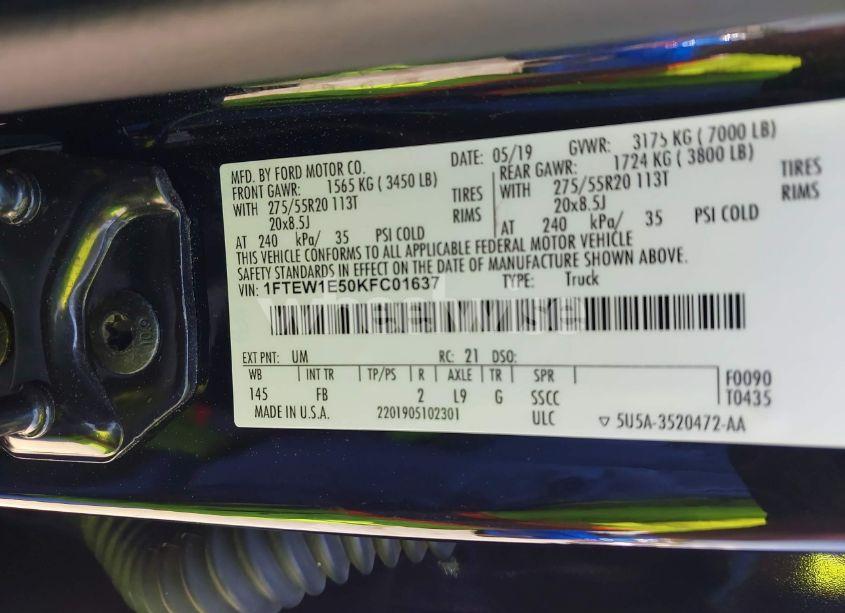 MFD. BY FORD MOTOR CO.
DATE: 05/19 GVWR: 3175 KG ( 7000 LB)
FRONT GAWR: 1565 KG ( 3450 LB) REAR GAWR: 1724 KG ( 3800 LB)
WITH 275/55R20 113T TIRES WITH 275/55R20 113T TIRES
20x8.5J RIMS 20x8.5J RIMS
AT 240 kPa/ 35 PSI COLD AT 240 kPa/ 35 PSI COLD
THIS VEHICLE CONFORMS TO ALL APPLICABLE FEDERAL MOTOR VEHICLE
SAFETY STANDARDS IN EFFECT ON THE DATE OF MANUFACTURE SHOWN ABOVE.
VIN: 1FTEW1E50KFC01637 TYPE: Truck
wheelwise
EXT PNT: UM RC: 21 DSO:
WB INT TR TP/PS R AXLE TR SPR F0090
145 FB 2 L9 G SSCC T0435
MADE IN U.S.A. 2201905102301 ULC ▽ 5U5A-3520472-AA
10.9